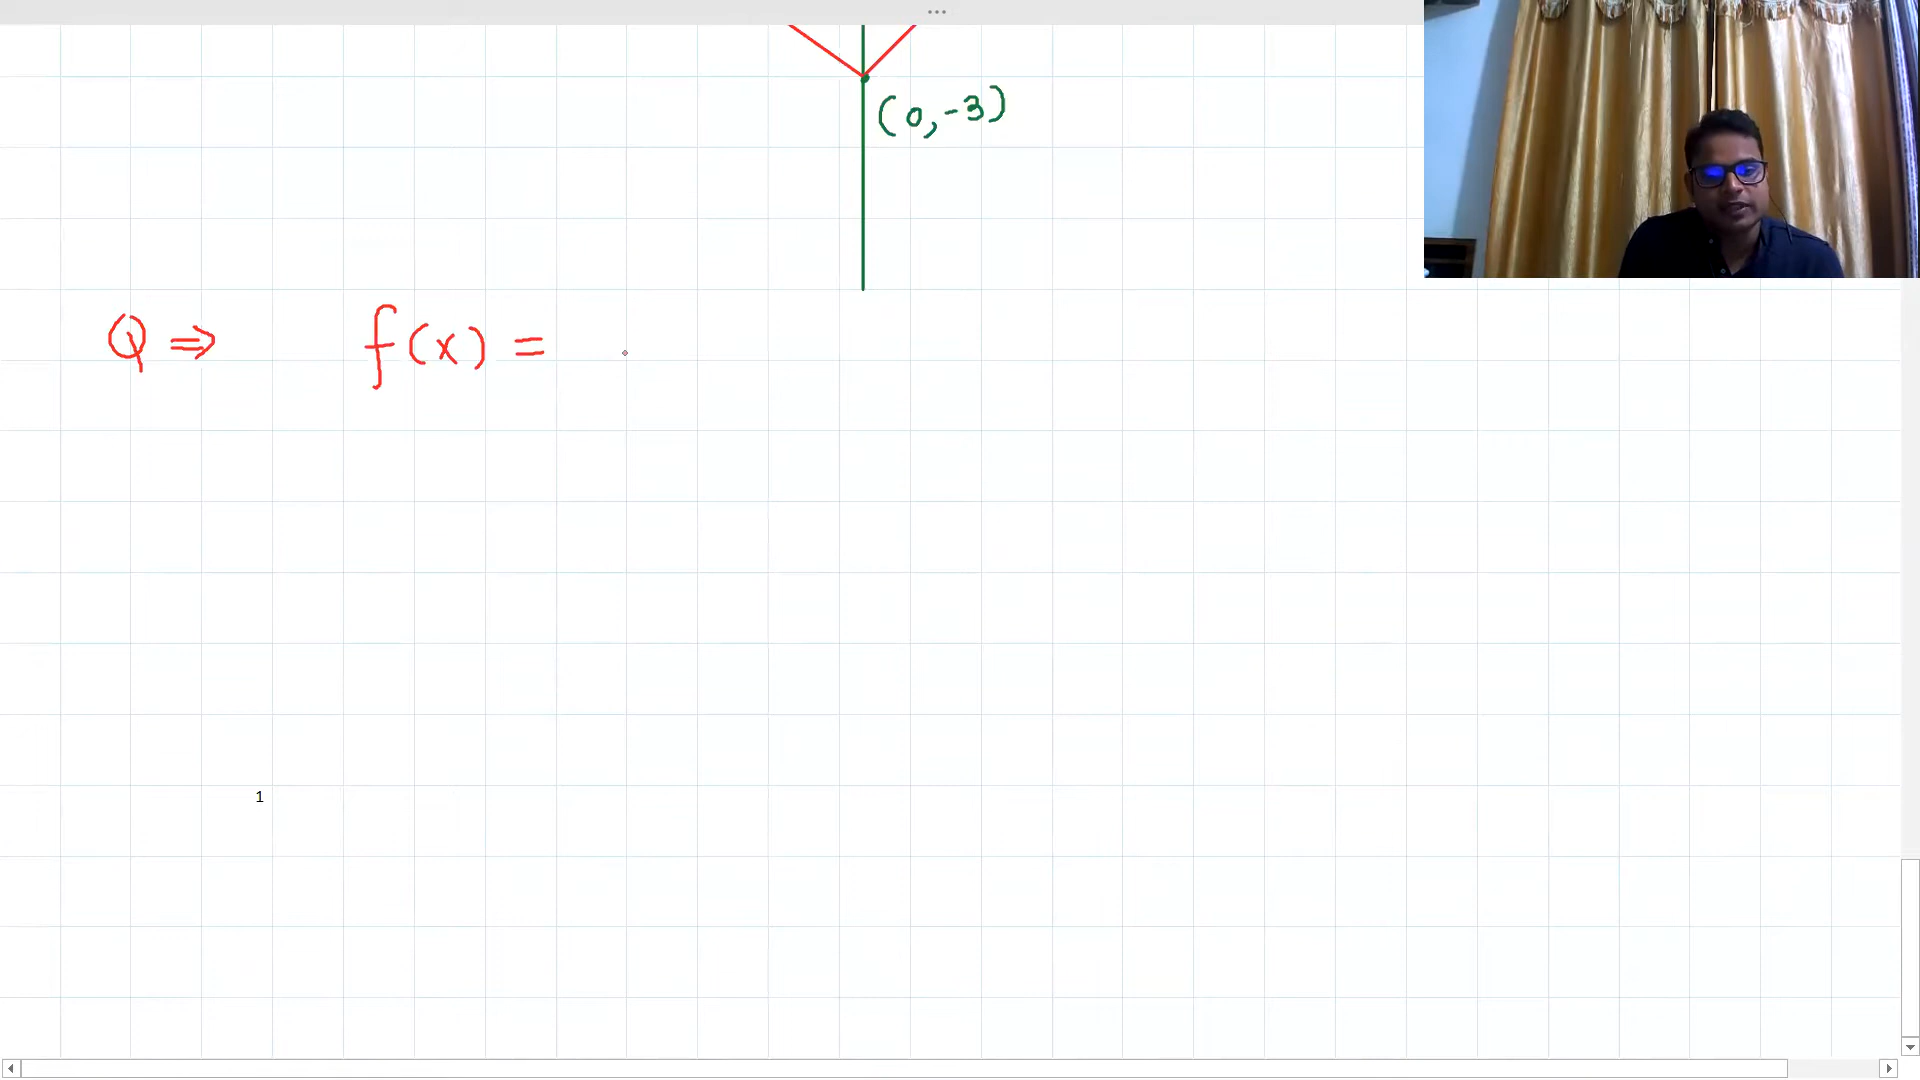 (0,-3)
Q ⇒ f(x) =
1